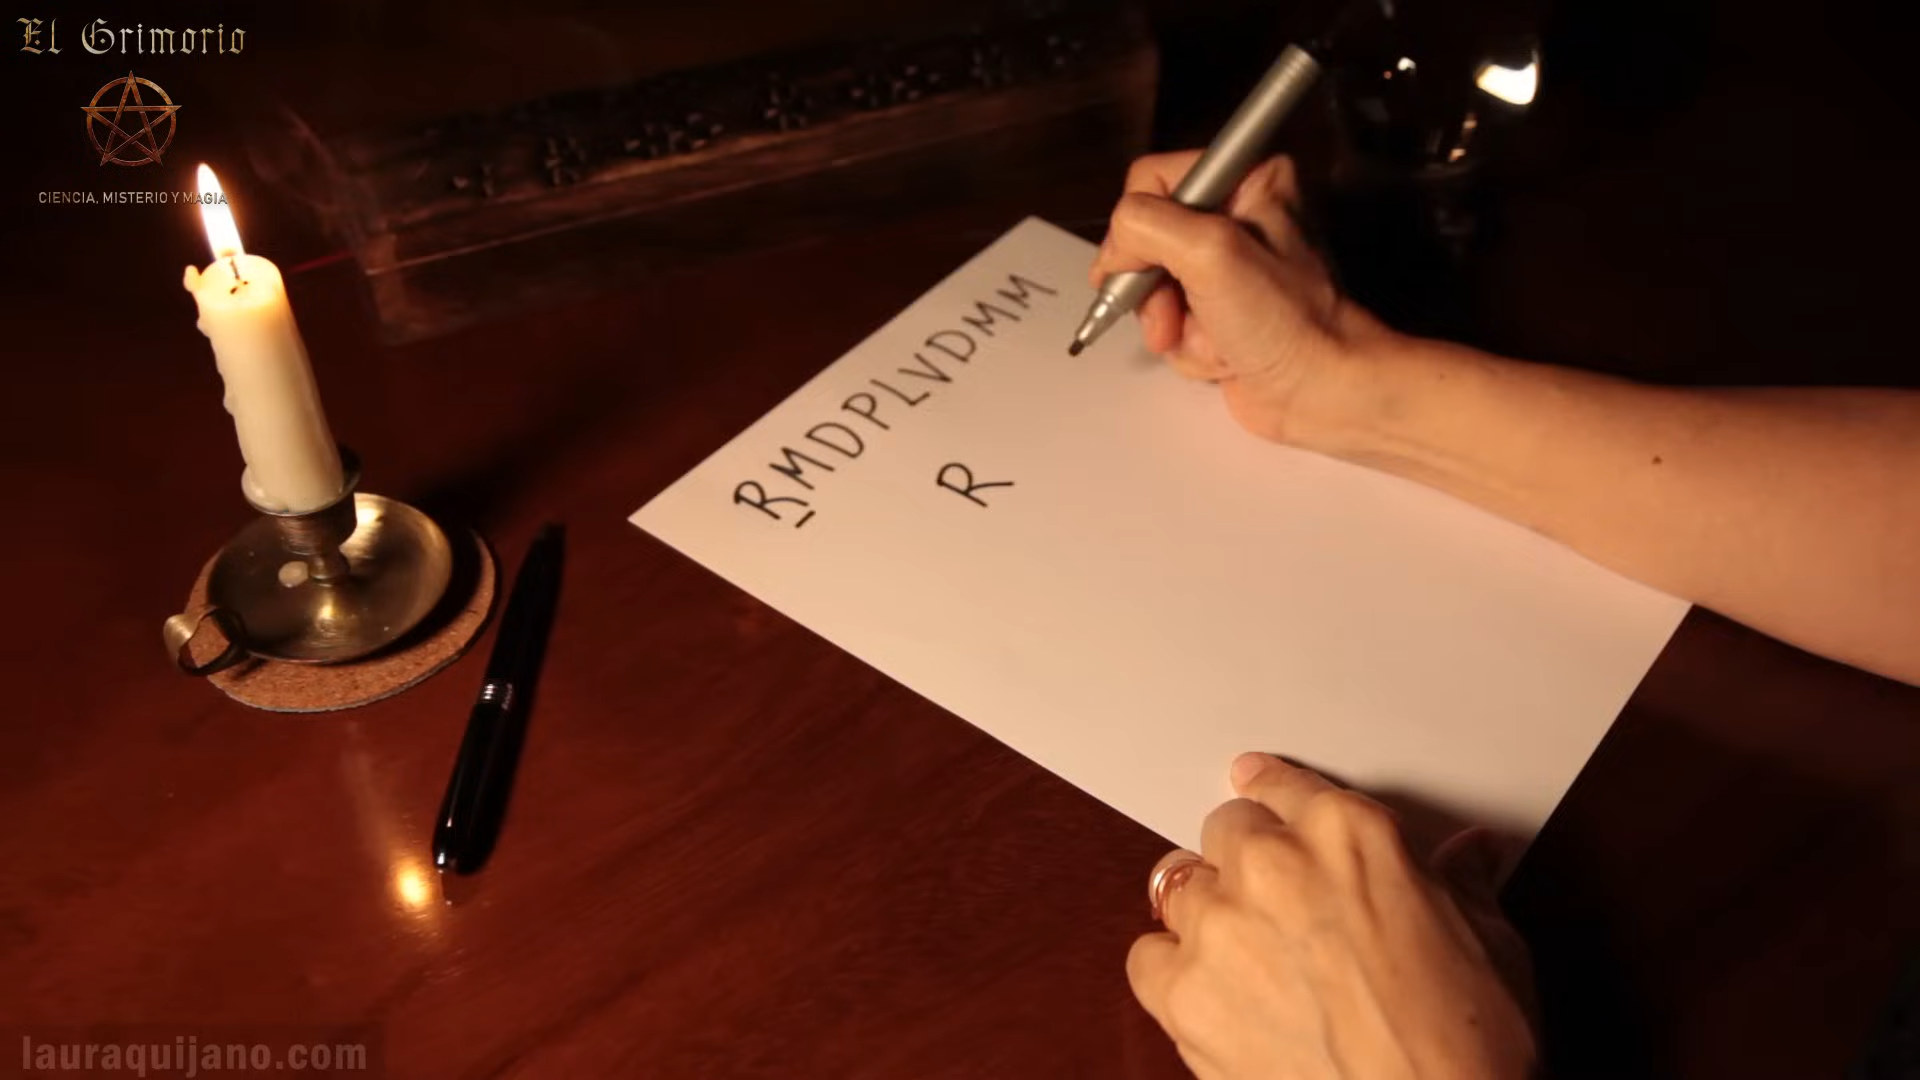 El Grimorio
CIENCIA, MISTERIO Y MAGIA
RMDPLVDMM
R
lauraquijano.com